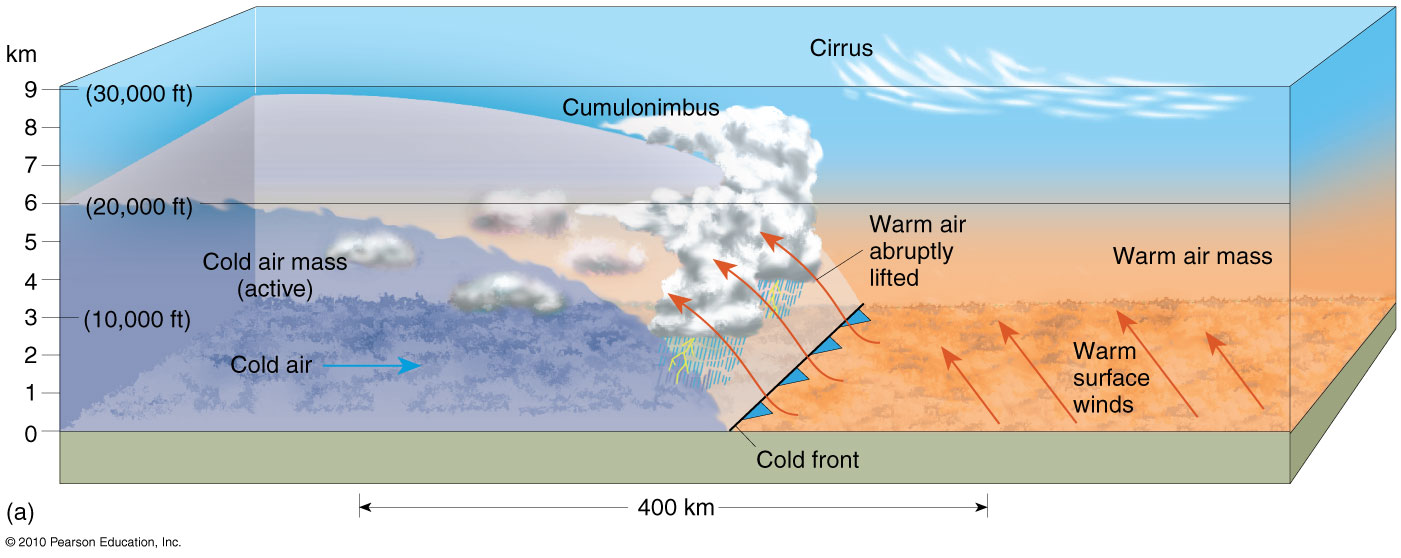 km
Cirrus
9
(30,000 ft)
Cumulonimbus
8
7
6
(20,000 ft)
Warm air
abruptly
lifted
5
Cold air mass
(active)
Warm air mass
4
3
(10,000 ft)
2
Cold air
Warm
surface
winds
1
0
Cold front
400 km
(a)
© 2010 Pearson Education, Inc.